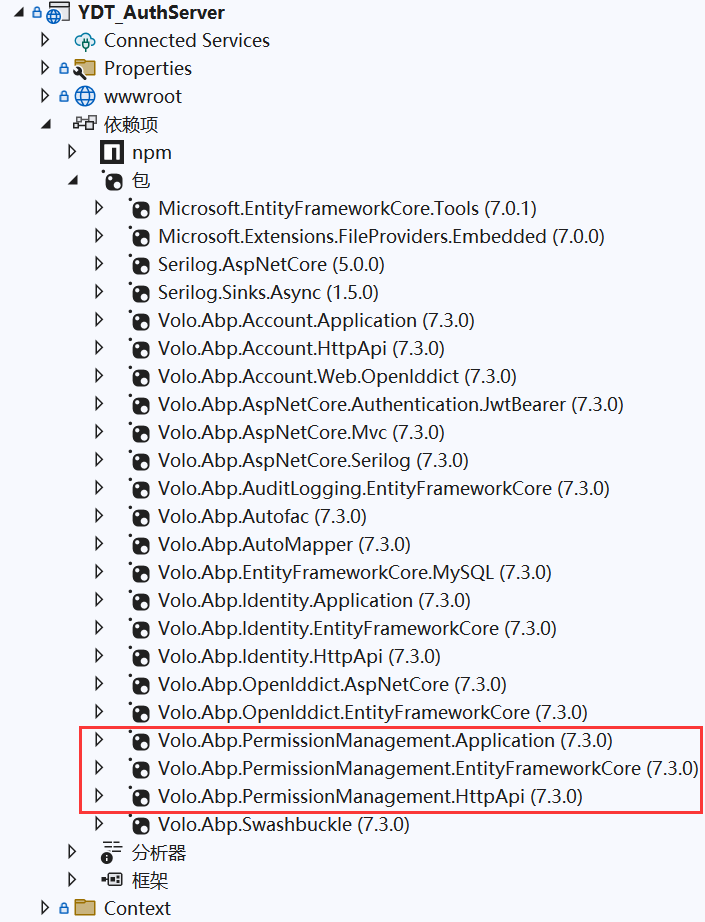 YDT_AuthServer
Connected Services
Properties
wwwroot
依赖项
npm
包
Microsoft.EntityFrameworkCore.Tools (7.0.1)
Microsoft.Extensions.FileProviders.Embedded (7.0.0)
Serilog.AspNetCore (5.0.0)
Serilog.Sinks.Async (1.5.0)
Volo.Abp.Account.Application (7.3.0)
Volo.Abp.Account.HttpApi (7.3.0)
Volo.Abp.Account.Web.OpenIddict (7.3.0)
Volo.Abp.AspNetCore.Authentication.JwtBearer (7.3.0)
Volo.Abp.AspNetCore.Mvc (7.3.0)
Volo.Abp.AspNetCore.Serilog (7.3.0)
Volo.Abp.AuditLogging.EntityFrameworkCore (7.3.0)
Volo.Abp.Autofac (7.3.0)
Volo.Abp.AutoMapper (7.3.0)
Volo.Abp.EntityFrameworkCore.MySQL (7.3.0)
Volo.Abp.Identity.Application (7.3.0)
Volo.Abp.Identity.EntityFrameworkCore (7.3.0)
Volo.Abp.Identity.HttpApi (7.3.0)
Volo.Abp.OpenIddict.AspNetCore (7.3.0)
Volo.Abp.OpenIddict.EntityFrameworkCore (7.3.0)
Volo.Abp.PermissionManagement.Application (7.3.0)
Volo.Abp.PermissionManagement.EntityFrameworkCore (7.3.0)
Volo.Abp.PermissionManagement.HttpApi (7.3.0)
Volo.Abp.Swashbuckle (7.3.0)
分析器
框架
Context